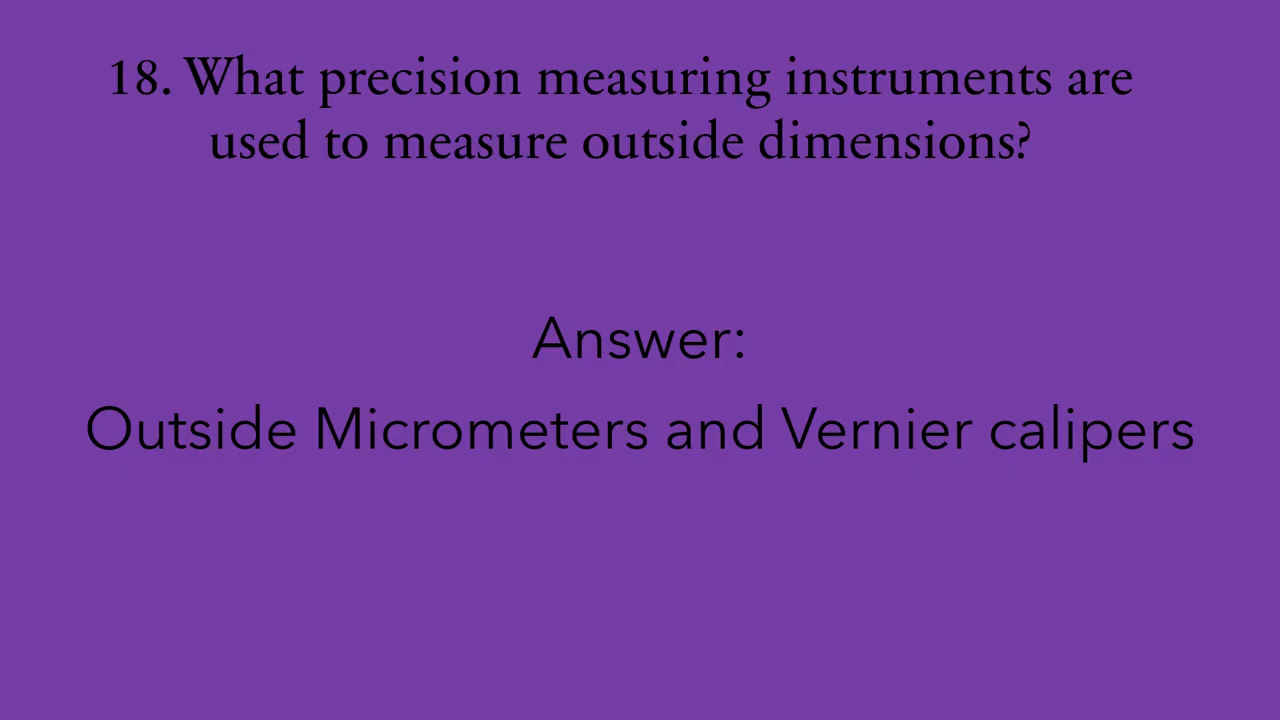 18. What precision measuring instruments are
used to measure outside dimensions?
Answer:
Outside Micrometers and Vernier calipers